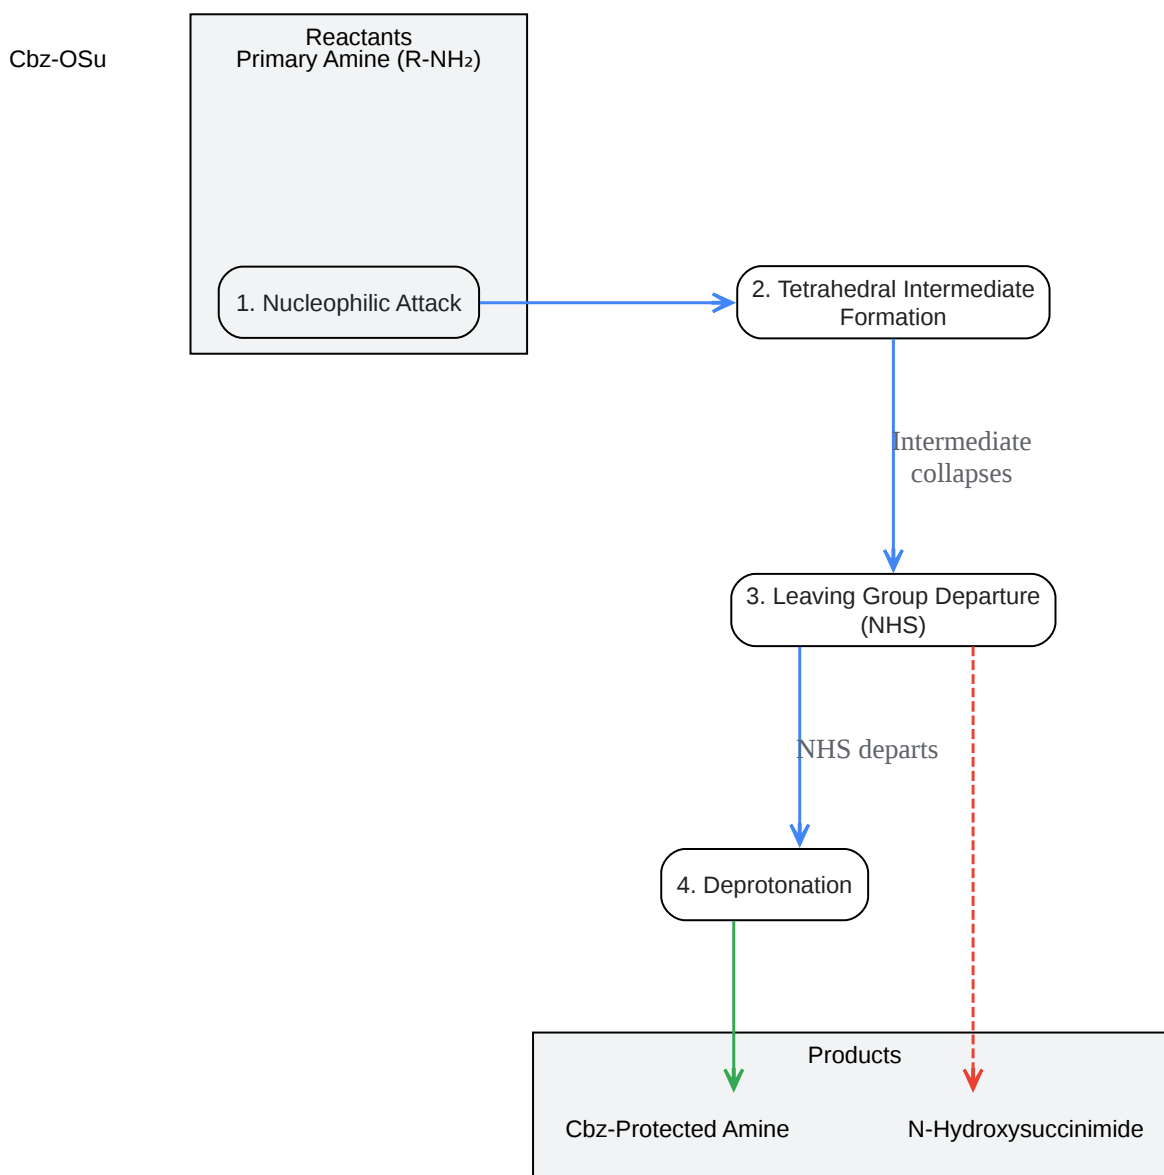 Reactants
Cbz-OSu
Primary Amine (R-NH₂)
1. Nucleophilic Attack
2. Tetrahedral Intermediate
Formation
Intermediate
collapses
3. Leaving Group Departure
(NHS)
NHS departs
4. Deprotonation
Products
Cbz-Protected Amine
N-Hydroxysuccinimide